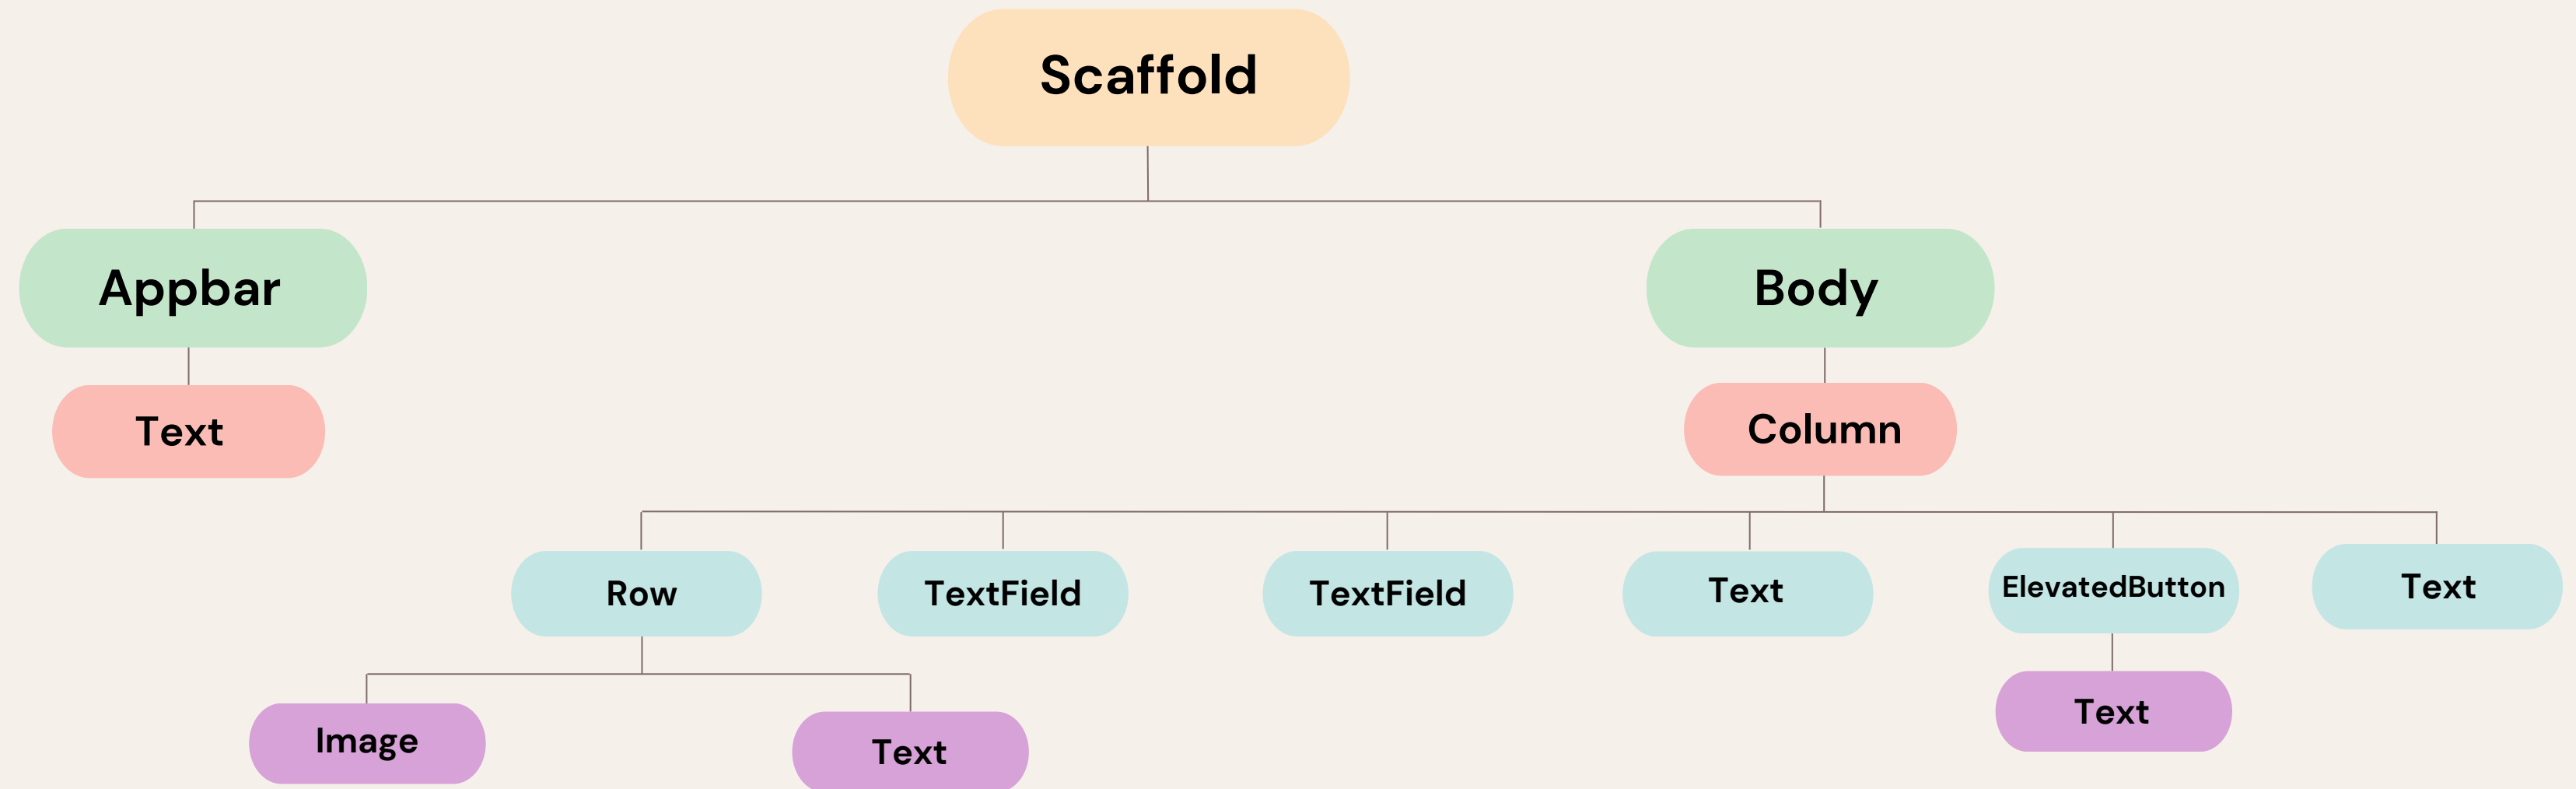 Scaffold
Appbar
Body
Text
Column
Row
TextField
TextField
Text
ElevatedButton
Text
Image
Text
Text